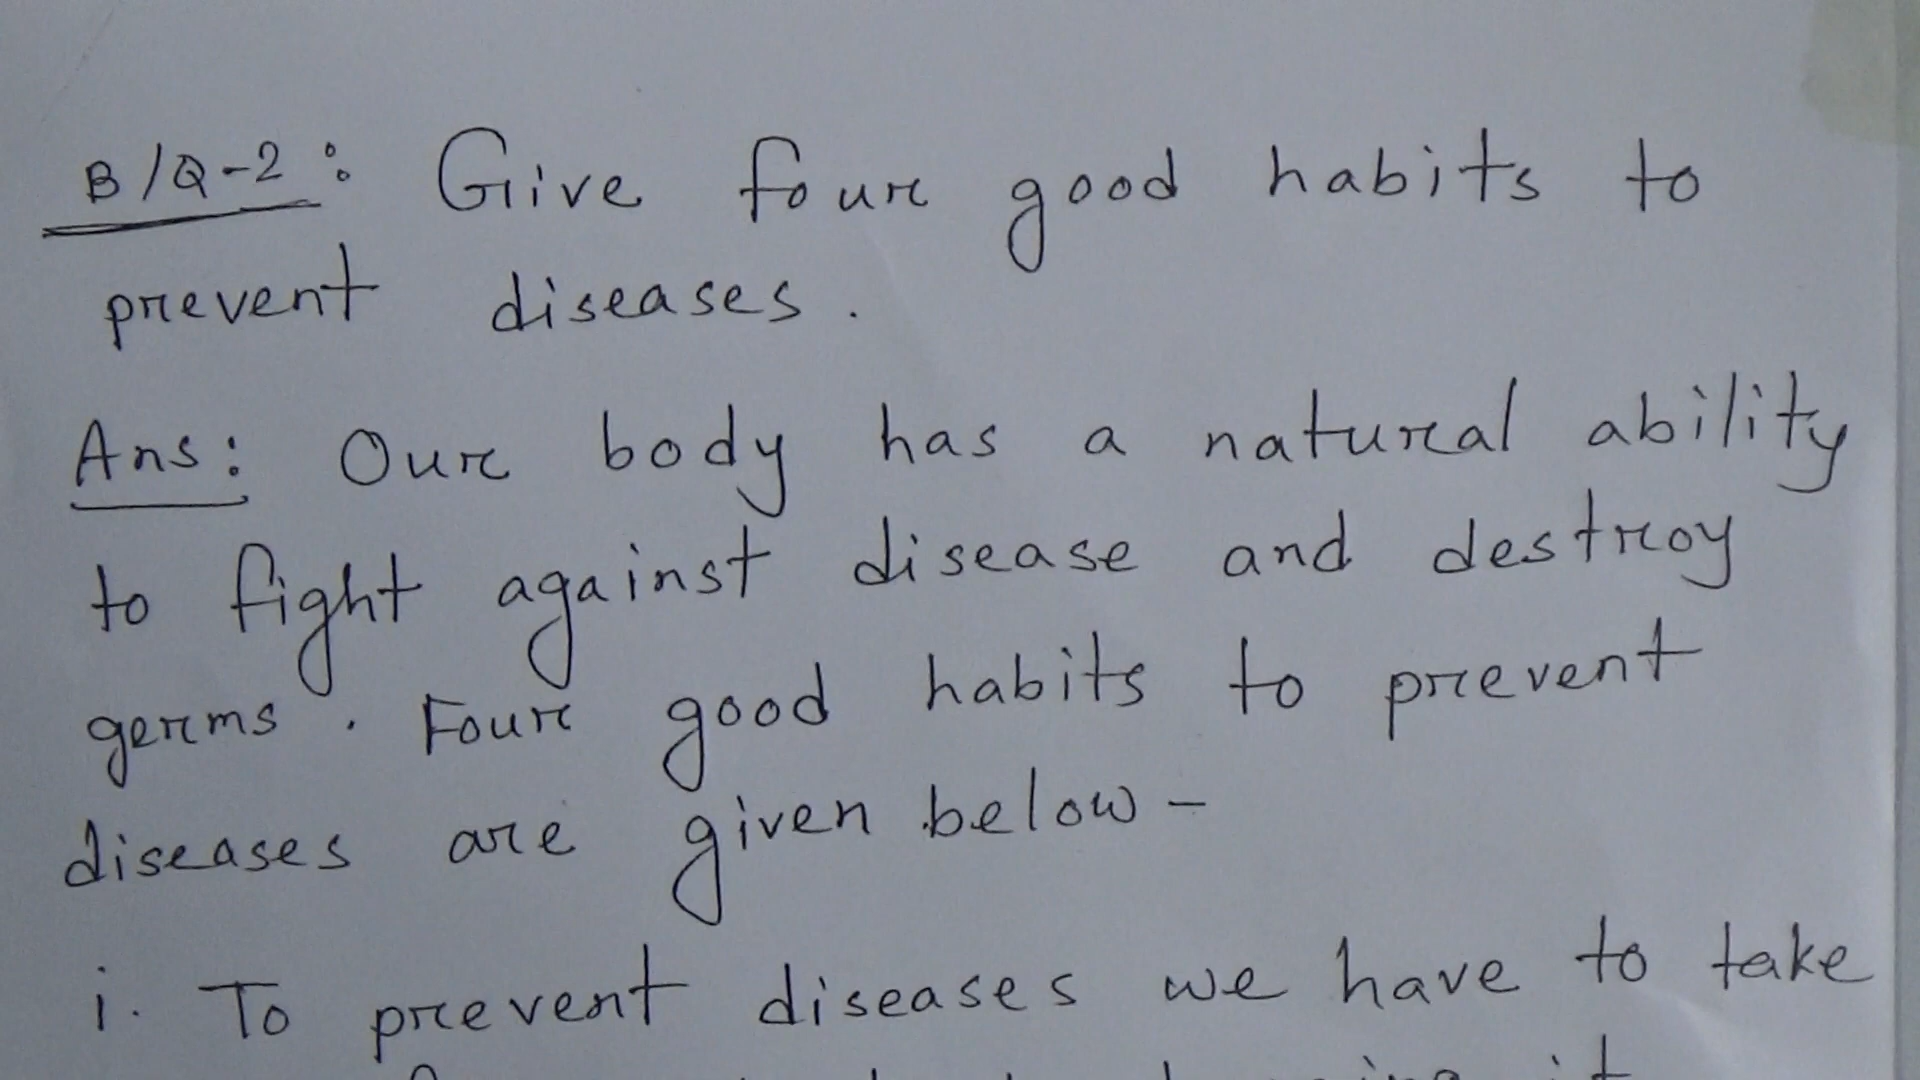 B/Q-2: Give four good habits to
prevent diseases.
Ans: Our body has a natural ability
to fight against disease and destroy
germs. Four good habits to prevent
diseases are given below -
i. To prevent diseases we have to take